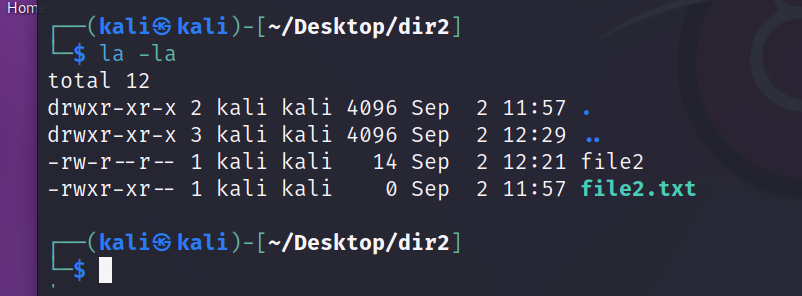 Home
┌──(kali㉿kali)-[~/Desktop/dir2]
└─$ la -la
total 12
drwxr-xr-x 2 kali kali 4096 Sep  2 11:57 .
drwxr-xr-x 3 kali kali 4096 Sep  2 12:29 ..
-rw-r--r-- 1 kali kali   14 Sep  2 12:21 file2
-rwxr-xr-- 1 kali kali    0 Sep  2 11:57 file2.txt
┌──(kali㉿kali)-[~/Desktop/dir2]
└─$